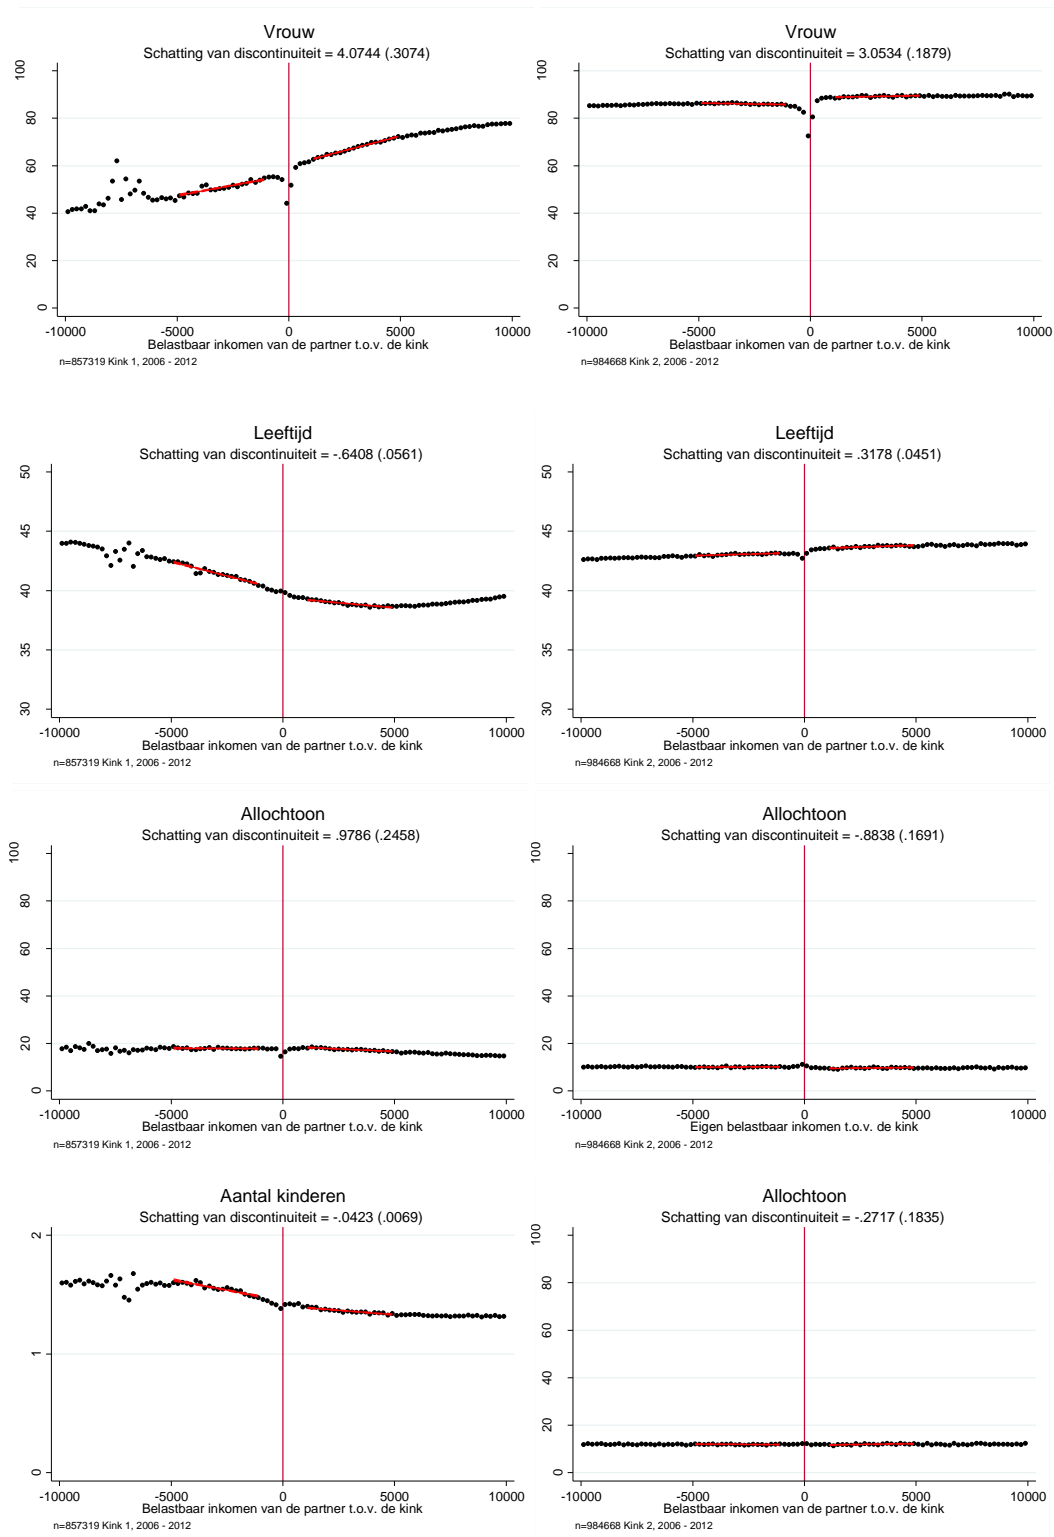 Vrouw
Schatting van discontinuiteit = 4.0744 (.3074)
100
80
60
40
20
0
-10000 -5000 0 5000 10000
Belastbaar inkomen van de partner t.o.v. de kink
n=857319 Kink 1, 2006 - 2012
Vrouw
Schatting van discontinuiteit = 3.0534 (.1879)
100
80
60
40
20
0
-10000 -5000 0 5000 10000
Belastbaar inkomen van de partner t.o.v. de kink
n=984668 Kink 2, 2006 - 2012
Leeftijd
Schatting van discontinuiteit = -.6408 (.0561)
50
45
40
35
30
-10000 -5000 0 5000 10000
Belastbaar inkomen van de partner t.o.v. de kink
n=857319 Kink 1, 2006 - 2012
Leeftijd
Schatting van discontinuiteit = .3178 (.0451)
50
45
40
35
30
-10000 -5000 0 5000 10000
Belastbaar inkomen van de partner t.o.v. de kink
n=984668 Kink 2, 2006 - 2012
Allochtoon
Schatting van discontinuiteit = .9786 (.2458)
100
80
60
40
20
0
-10000 -5000 0 5000 10000
Belastbaar inkomen van de partner t.o.v. de kink
n=857319 Kink 1, 2006 - 2012
Allochtoon
Schatting van discontinuiteit = -.8838 (.1691)
100
80
60
40
20
0
-10000 -5000 0 5000 10000
Eigen belastbaar inkomen t.o.v. de kink
n=984668 Kink 2, 2006 - 2012
Aantal kinderen
Schatting van discontinuiteit = -.0423 (.0069)
2
1
0
-10000 -5000 0 5000 10000
Belastbaar inkomen van de partner t.o.v. de kink
n=857319 Kink 1, 2006 - 2012
Allochtoon
Schatting van discontinuiteit = -.2717 (.1835)
100
80
60
40
20
0
-10000 -5000 0 5000 10000
Belastbaar inkomen van de partner t.o.v. de kink
n=984668 Kink 2, 2006 - 2012